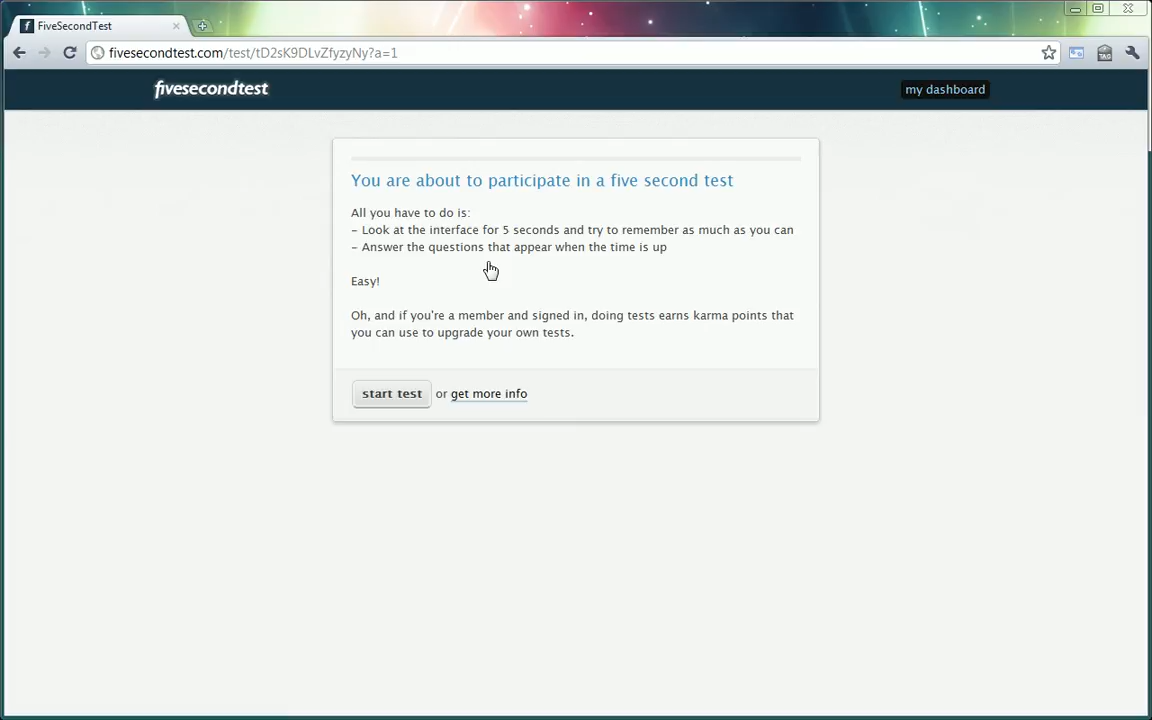 FiveSecondTest
fivesecondtest.com/test/tD2sK9DLvZfyzyNy?a=1
fivesecondtest
my dashboard
You are about to participate in a five second test
All you have to do is:
- Look at the interface for 5 seconds and try to remember as much as you can
- Answer the questions that appear when the time is up
Easy!
Oh, and if you're a member and signed in, doing tests earns karma points that
you can use to upgrade your own tests.
start test or get more info